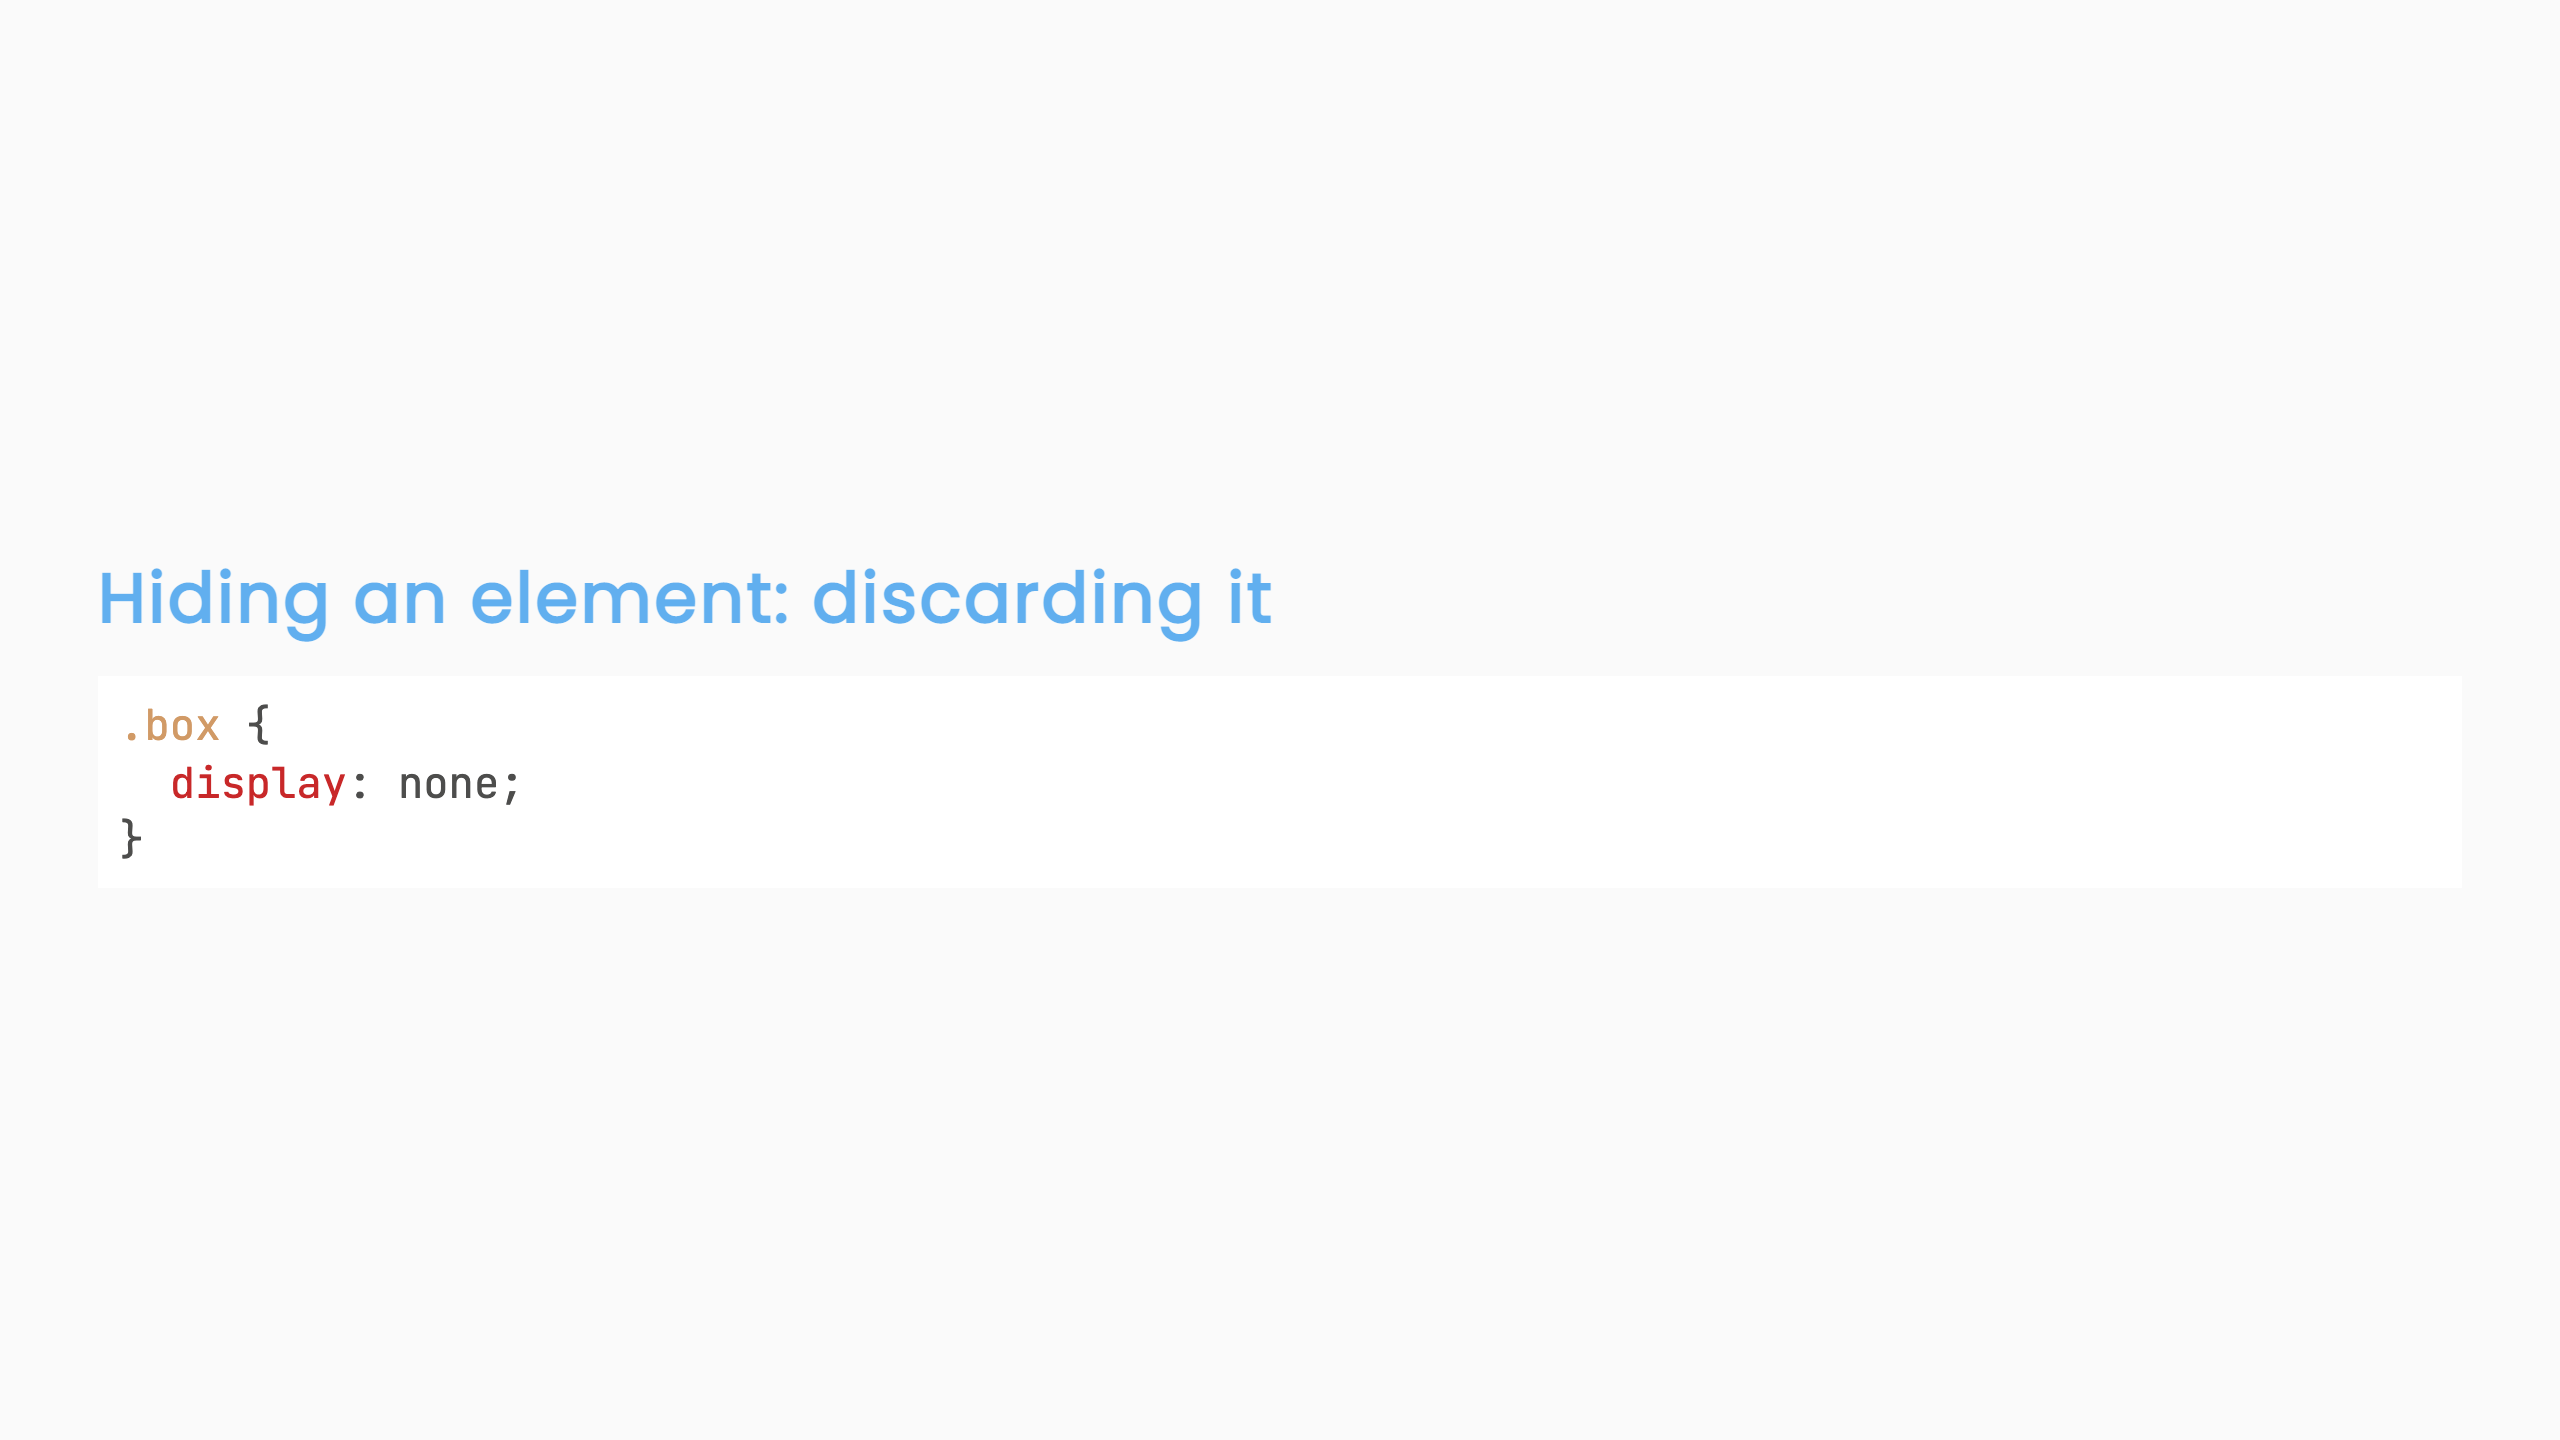 Hiding an element: discarding it
.box {
  display: none;
}